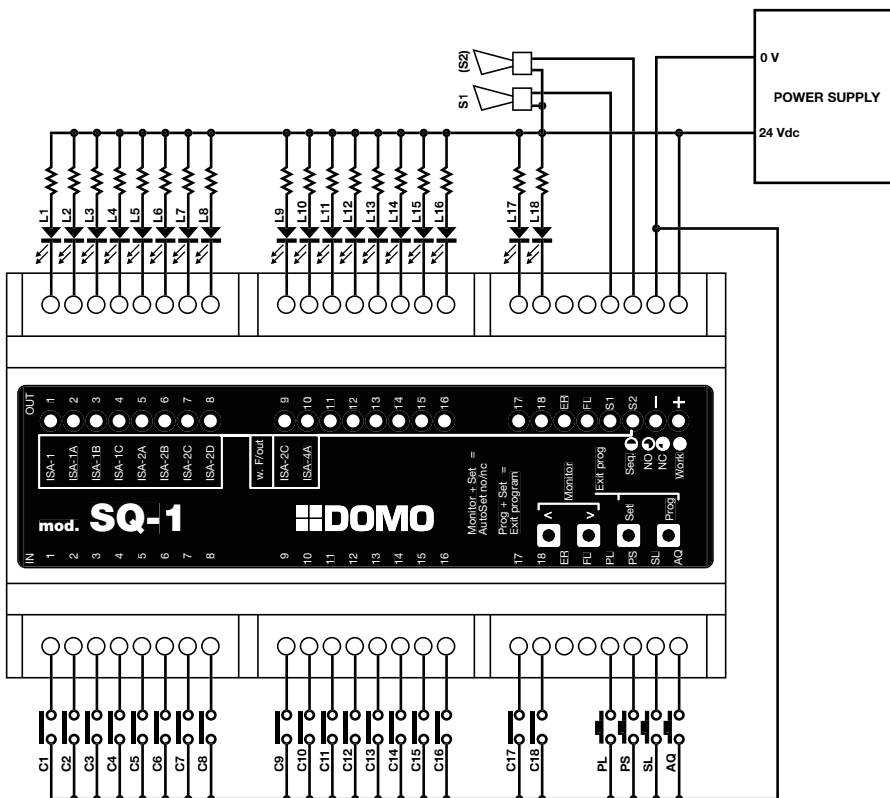 (S2)
S1
0 V
POWER SUPPLY
24 Vdc
L1 L2 L3 L4 L5 L6 L7 L8
L9 L10 L11 L12 L13 L14 L15 L16
L17 L18
OUT
1 2 3 4 5 6 7 8
9 10 11 12 13 14 15 16
17 18 ER FL S1 S2 − +
ISA-1
ISA-1A
ISA-1B
ISA-1C
ISA-2A
ISA-2B
ISA-2C
ISA-2D
w. F/out
ISA-2C
ISA-4A
Monitor + Set =
AutoSet no/nc
Prog + Set =
Exit program
Seq.
NO
NC
Work
Exit prog
Monitor
< >
Set
Prog
mod. SQ-1
DOMO
IN
1 2 3 4 5 6 7 8
9 10 11 12 13 14 15 16
17 18 ER FL PL PS SL AQ
C1 C2 C3 C4 C5 C6 C7 C8
C9 C10 C11 C12 C13 C14 C15 C16
C17 C18
PL PS SL AQ